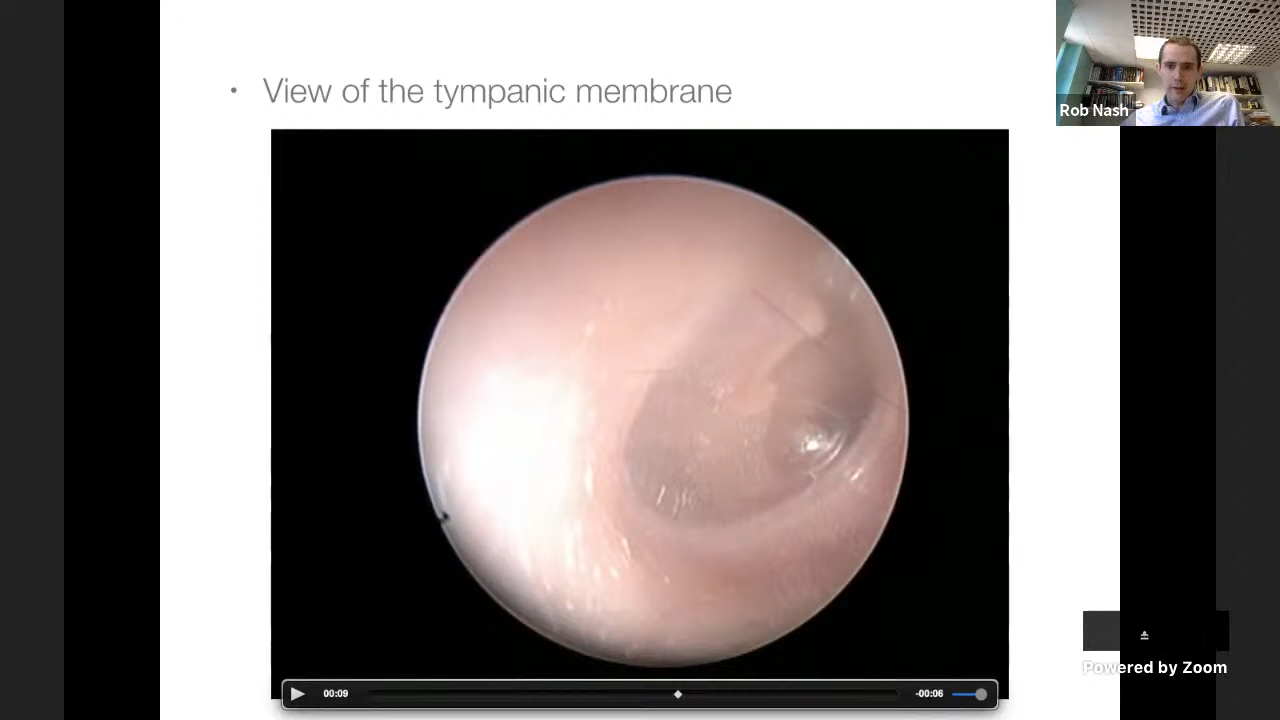 • View of the tympanic membrane
Rob Nash
00:09
-00:06
Powered by Zoom